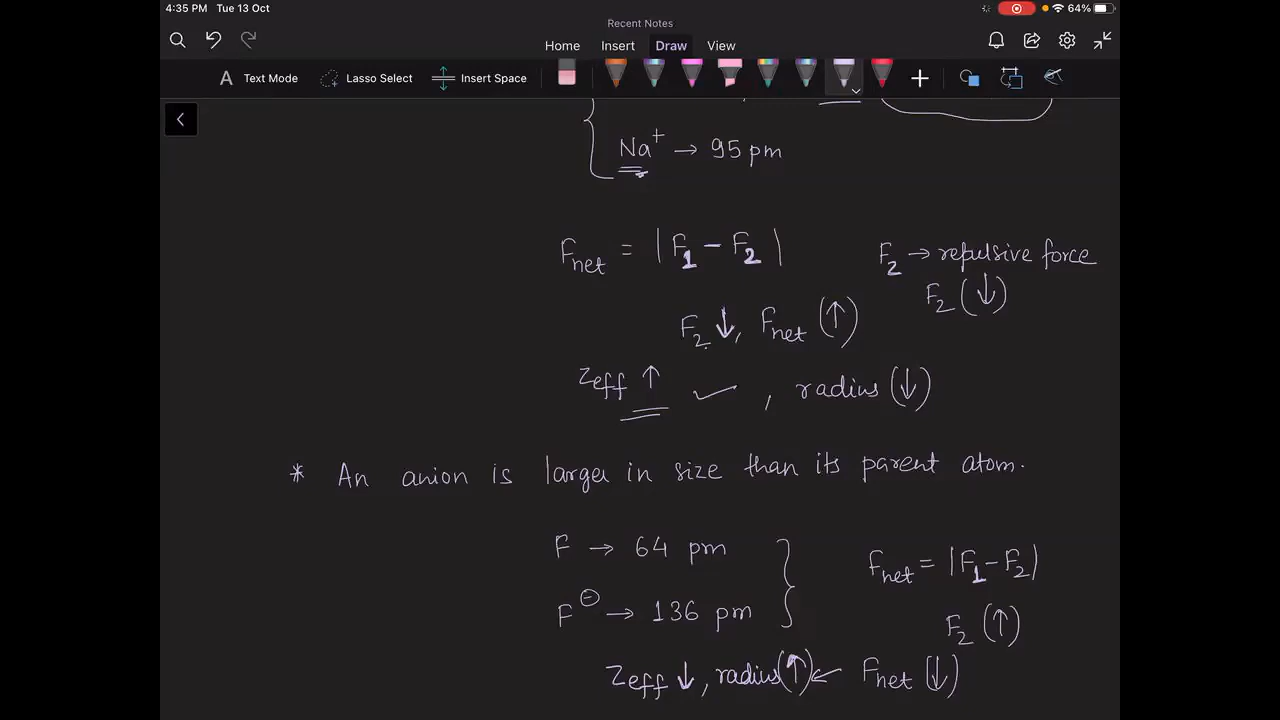 4:35 PM Tue 13 Oct
64%
Recent Notes
Home Insert Draw View
Text Mode Lasso Select Insert Space
Na⁺ → 95 pm
Fnet = |F₁ − F₂|
F₂ → repulsive force
F₂ (↓)
F₂ ↓, Fnet (↑)
Zeff ↑ ✓, radius (↓)
* An anion is larger in size than its parent atom.
F → 64 pm
Fnet = |F₁ − F₂|
F⊖ → 136 pm
F₂ (↑)
Zeff ↓, radius (↑) ← Fnet (↓)